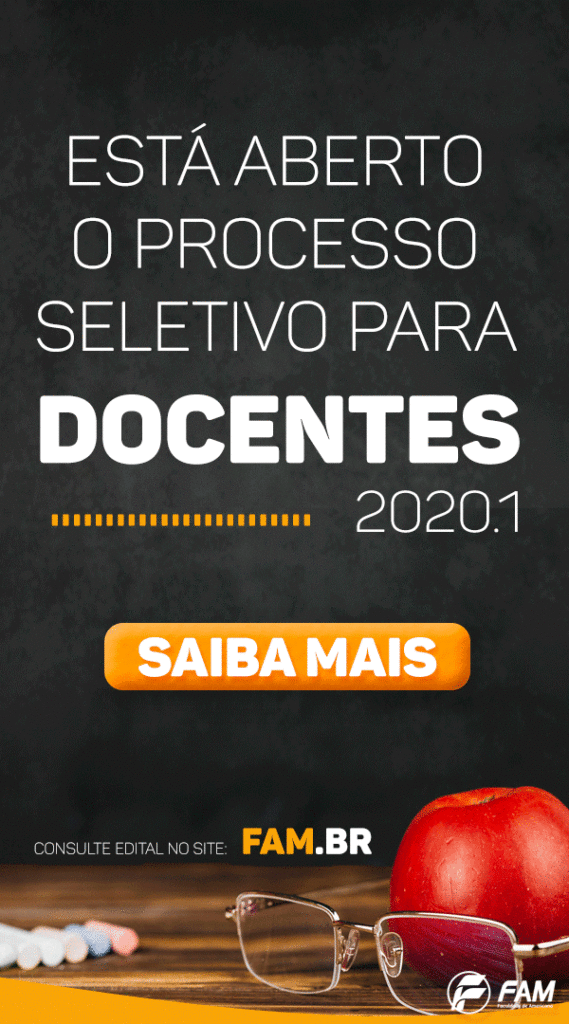 ESTÁ ABERTO
O PROCESSO
SELETIVO PARA
DOCENTES
2020.1
SAIBA MAIS
CONSULTE EDITAL NO SITE: FAM.BR
FAM